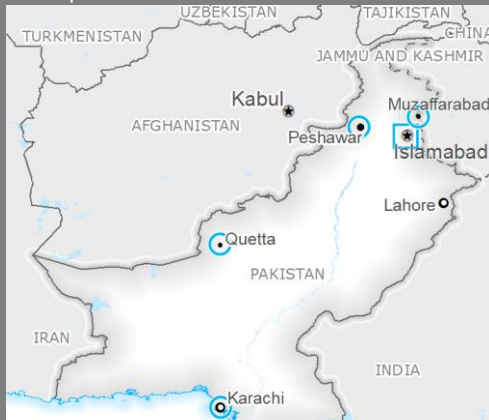 UZBEKISTAN
TAJIKISTAN
TURKMENISTAN
CHINA
JAMMU AND KASHMIR
Kabul
Muzaffarabad
AFGHANISTAN
Peshawar
Islamabad
Lahore
Quetta
PAKISTAN
IRAN
INDIA
Karachi